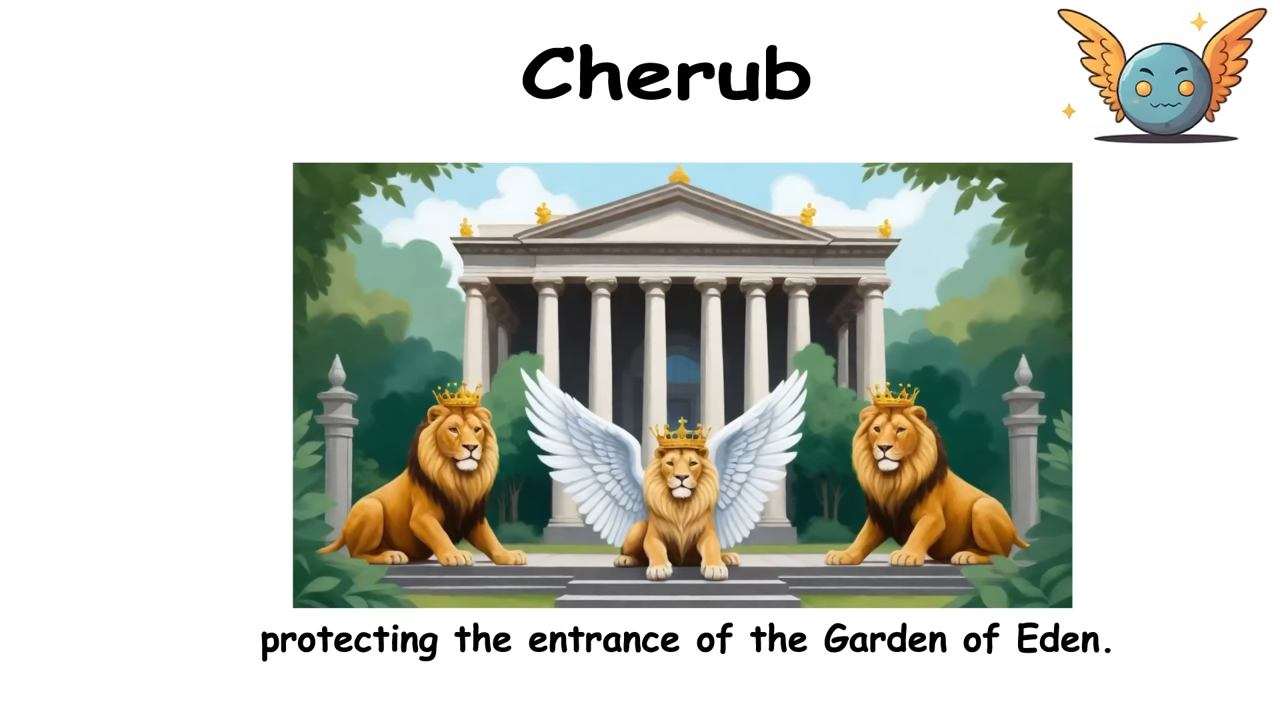 Cherub
protecting the entrance of the Garden of Eden.